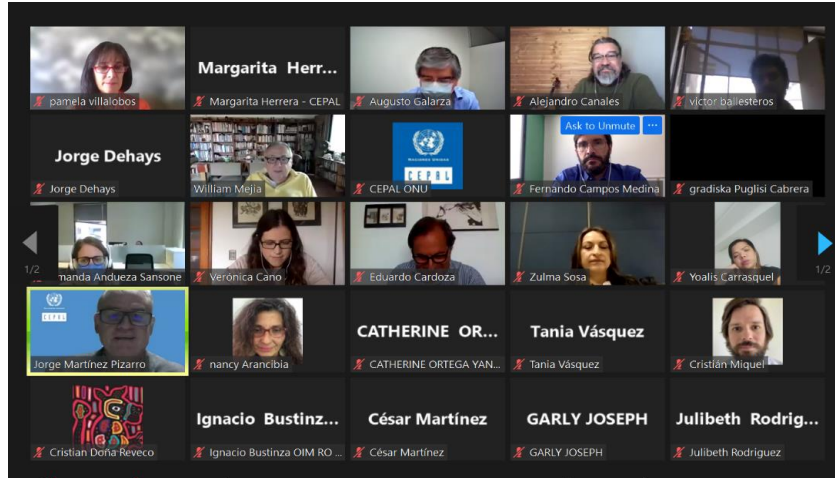 pamela villalobos
Margarita Herr...
Margarita Herrera - CEPAL
Augusto Galarza
Alejandro Canales
victor ballesteros
Jorge Dehays
Jorge Dehays
William Mejia
NACIONES UNIDAS
CEPAL
CEPAL ONU
Ask to Unmute ...
Fernando Campos Medina
gradiska Puglisi Cabrera
1/2
manda Andueza Sansone
Verónica Cano
Eduardo Cardoza
Zulma Sosa
Yoalis Carrasquel
1/2
CEPAL
Jorge Martínez Pizarro
nancy Arancibia
CATHERINE OR...
CATHERINE ORTEGA YAN...
Tania Vásquez
Tania Vásquez
Cristián Miquel
Cristian Doña Reveco
Ignacio Bustinz...
Ignacio Bustinza OIM RO ...
César Martínez
César Martínez
GARLY JOSEPH
GARLY JOSEPH
Julibeth Rodrig...
Julibeth Rodriguez